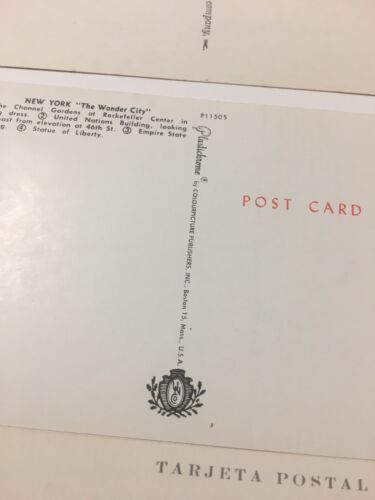 company, INC.
NEW YORK "The Wonder City"
he Channel Gardens at Rockefeller Center in
g dress. ② United Nations Building, looking
east from elevation at 46th St. ③ Empire State
g. ④ Statue of Liberty.
P11505
Plastichrome ® by COLOURPICTURE PUBLISHERS, INC., Boston 15, Mass., U.S.A.
POST CARD
TARJETA POSTAL